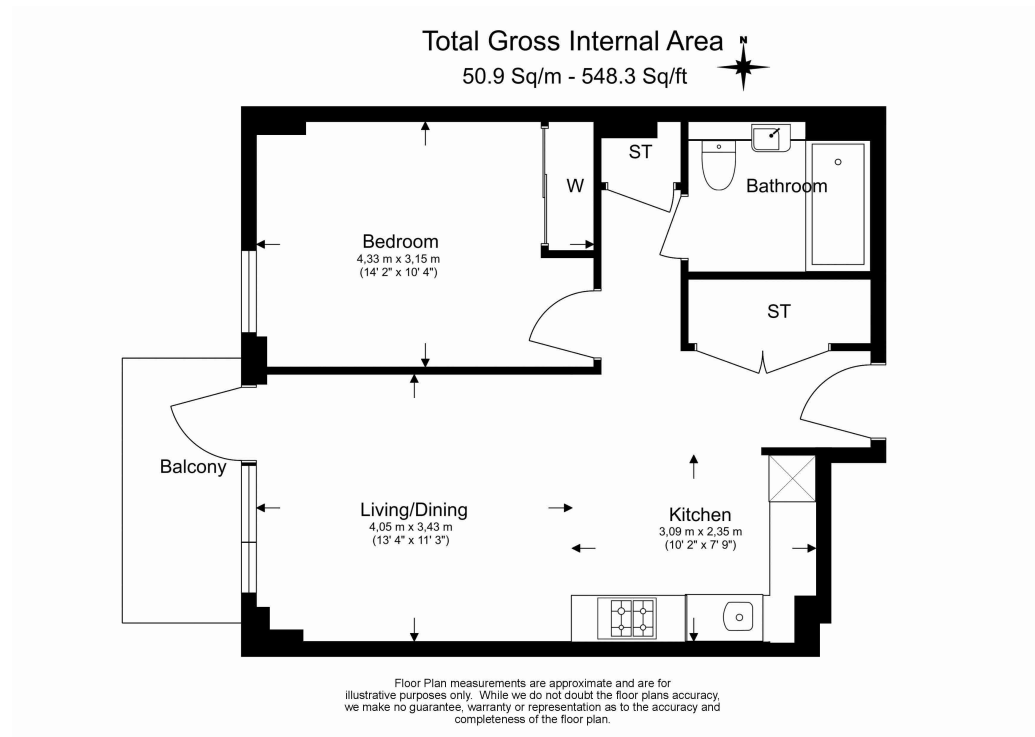 Total Gross Internal Area
N
50.9 Sq/m - 548.3 Sq/ft
ST
W
Bathroom
Bedroom
4,33 m x 3,15 m
(14' 2" x 10' 4")
ST
Balcony
Living/Dining
4,05 m x 3,43 m
(13' 4" x 11' 3")
Kitchen
3,09 m x 2,35 m
(10' 2" x 7' 9")
Floor Plan measurements are approximate and are for
illustrative purposes only. While we do not doubt the floor plans accuracy,
we make no guarantee, warranty or representation as to the accuracy and
completeness of the floor plan.